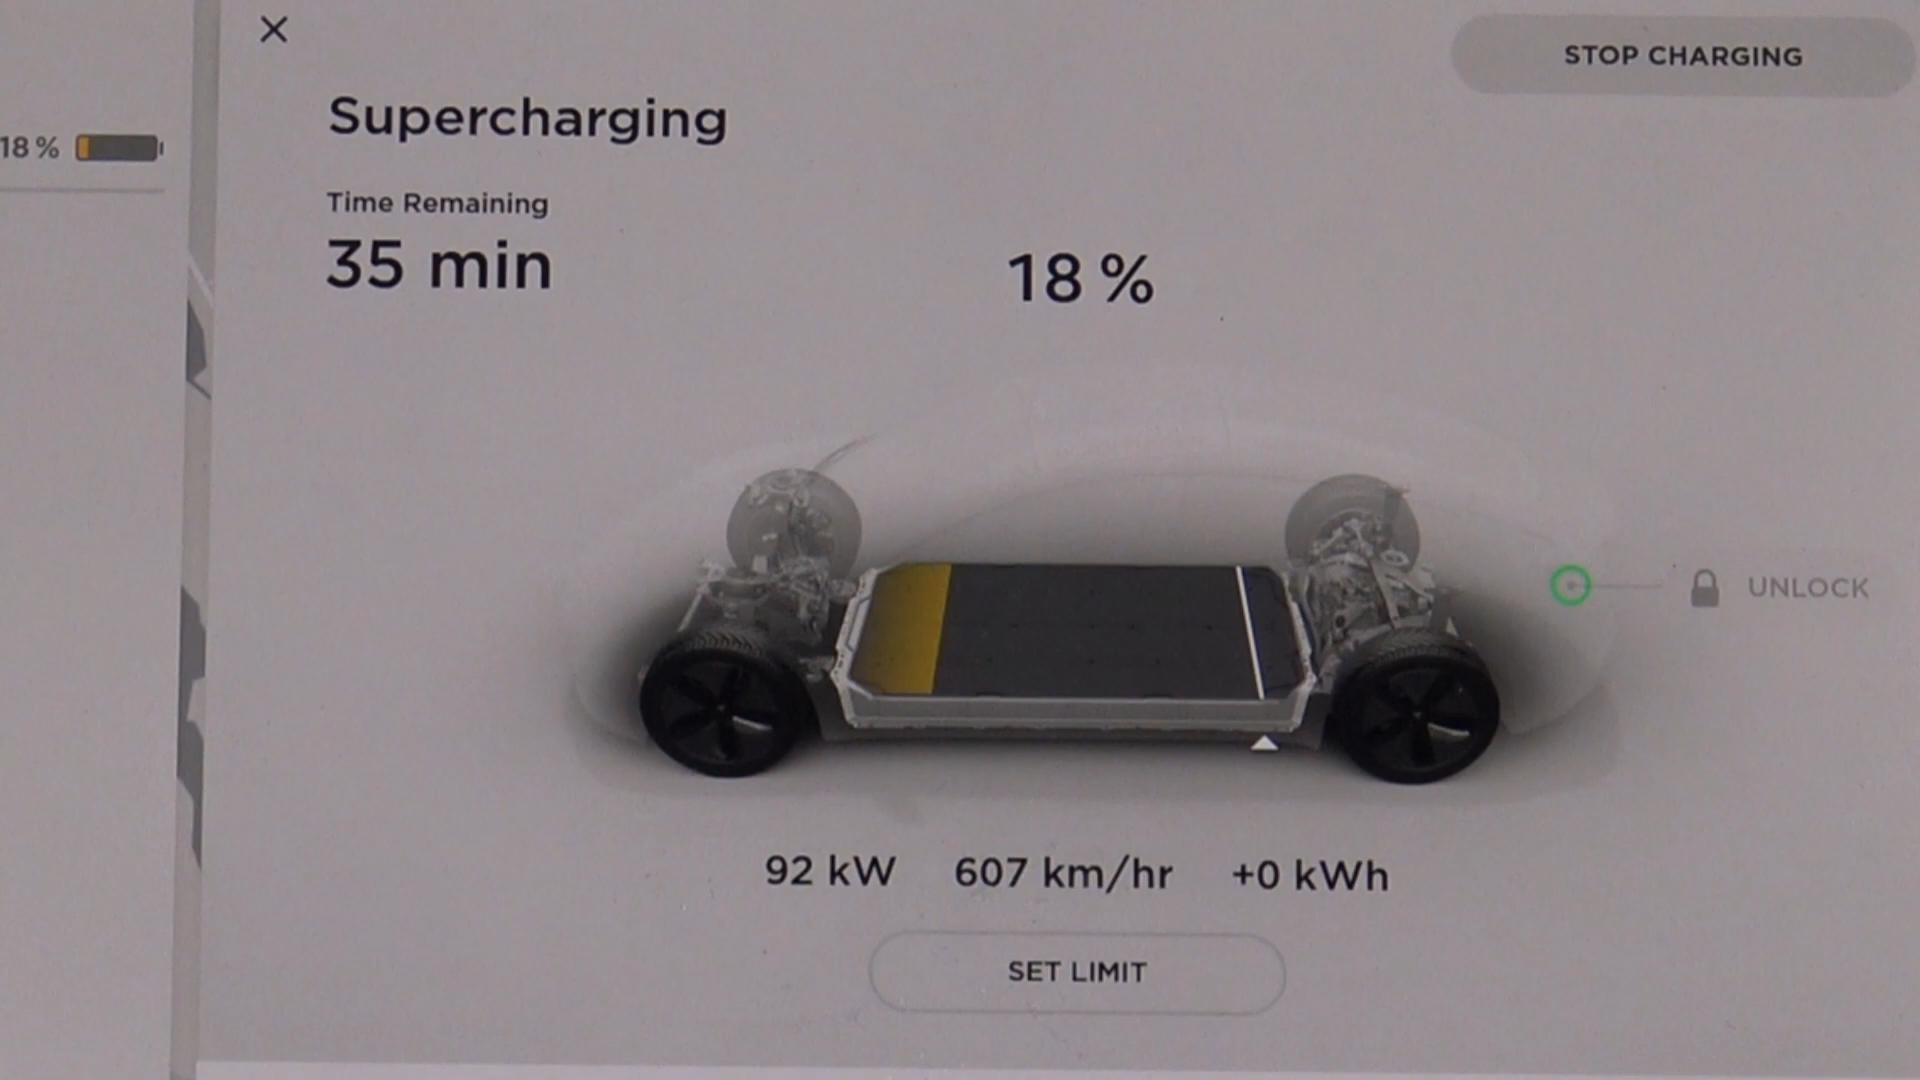 STOP CHARGING
Supercharging
18 %
Time Remaining
35 min
18 %
UNLOCK
92 kW 607 km/hr +0 kWh
SET LIMIT